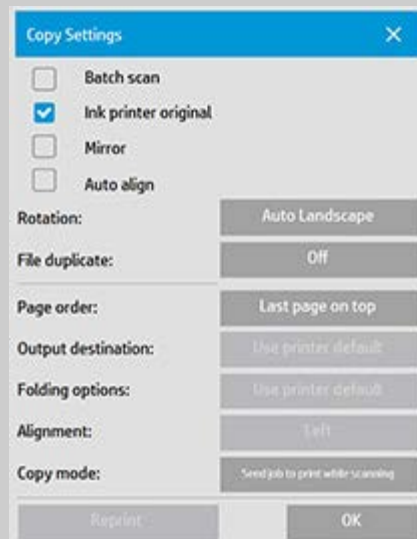 Copy Settings
Batch scan
Ink printer original
Mirror
Auto align
Rotation: Auto Landscape
File duplicate: Off
Page order: Last page on top
Output destination: Use printer default
Folding options: Use printer default
Alignment: Left
Copy mode: Send job to print while scanning
Reprint OK